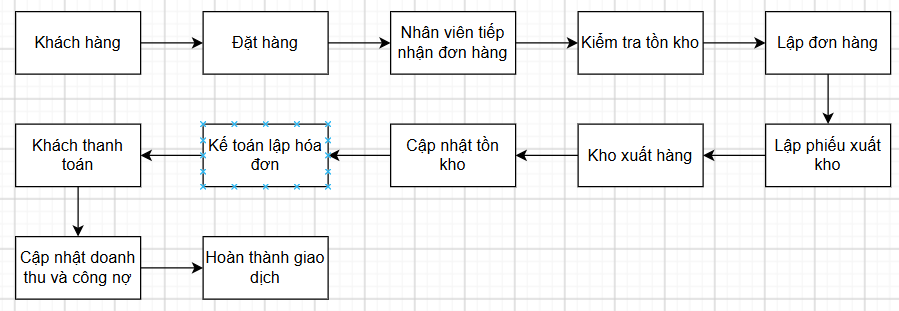 Khách hàng
Đặt hàng
Nhân viên tiếp
nhận đơn hàng
Kiểm tra tồn kho
Lập đơn hàng
Khách thanh
toán
Kế toán lập hóa
đơn
Cập nhật tồn
kho
Kho xuất hàng
Lập phiếu xuất
kho
Cập nhật doanh
thu và công nợ
Hoàn thành giao
dịch